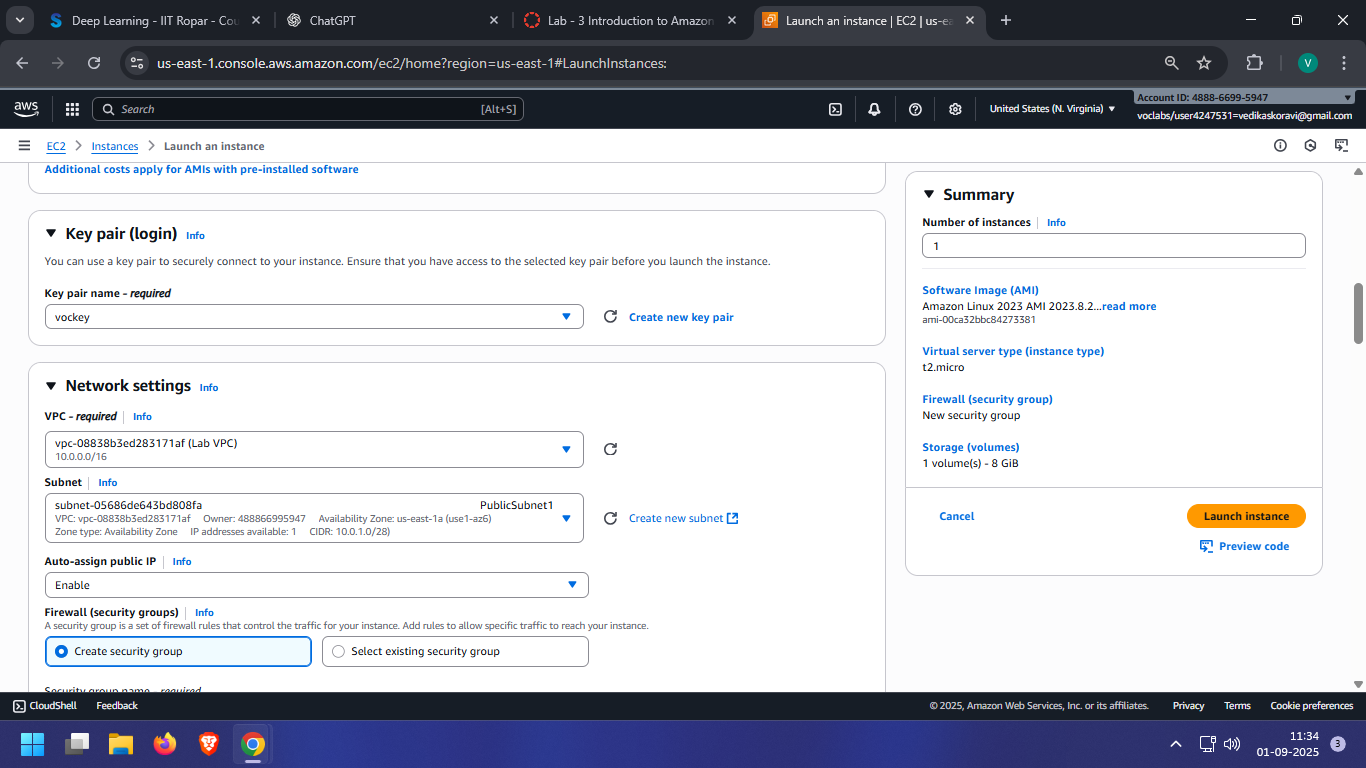 Deep Learning - IIT Ropar - Cou
ChatGPT
Lab - 3 Introduction to Amazon
Launch an instance | EC2 | us-ea
us-east-1.console.aws.amazon.com/ec2/home?region=us-east-1#LaunchInstances:
V
aws
Search
[Alt+S]
United States (N. Virginia)
Account ID: 4888-6699-5947
voclabs/user4247531=vedikaskoravi@gmail.com
EC2
Instances
Launch an instance
Additional costs apply for AMIs with pre-installed software
Key pair (login) Info
You can use a key pair to securely connect to your instance. Ensure that you have access to the selected key pair before you launch the instance.
Key pair name - required
vockey
Create new key pair
Network settings Info
VPC - required Info
vpc-08838b3ed283171af (Lab VPC)
10.0.0.0/16
Subnet Info
subnet-05686de643bd808fa PublicSubnet1
VPC: vpc-08838b3ed283171af Owner: 488866995947 Availability Zone: us-east-1a (use1-az6)
Zone type: Availability Zone IP addresses available: 1 CIDR: 10.0.1.0/28)
Create new subnet
Auto-assign public IP Info
Enable
Firewall (security groups) Info
A security group is a set of firewall rules that control the traffic for your instance. Add rules to allow specific traffic to reach your instance.
Create security group
Select existing security group
Security group name - required
Summary
Number of instances Info
1
Software Image (AMI)
Amazon Linux 2023 AMI 2023.8.2...read more
ami-00ca32bbc84273381
Virtual server type (instance type)
t2.micro
Firewall (security group)
New security group
Storage (volumes)
1 volume(s) - 8 GiB
Cancel
Launch instance
Preview code
CloudShell
Feedback
© 2025, Amazon Web Services, Inc. or its affiliates.
Privacy
Terms
Cookie preferences
11:34
01-09-2025
3